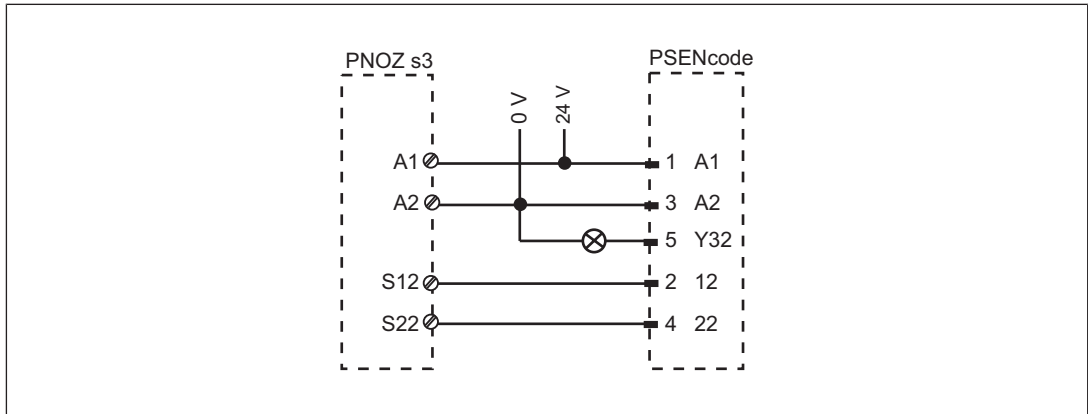 PNOZ s3 PSENcode
0 V 24 V
A1 1 A1
A2 3 A2
5 Y32
S12 2 12
S22 4 22